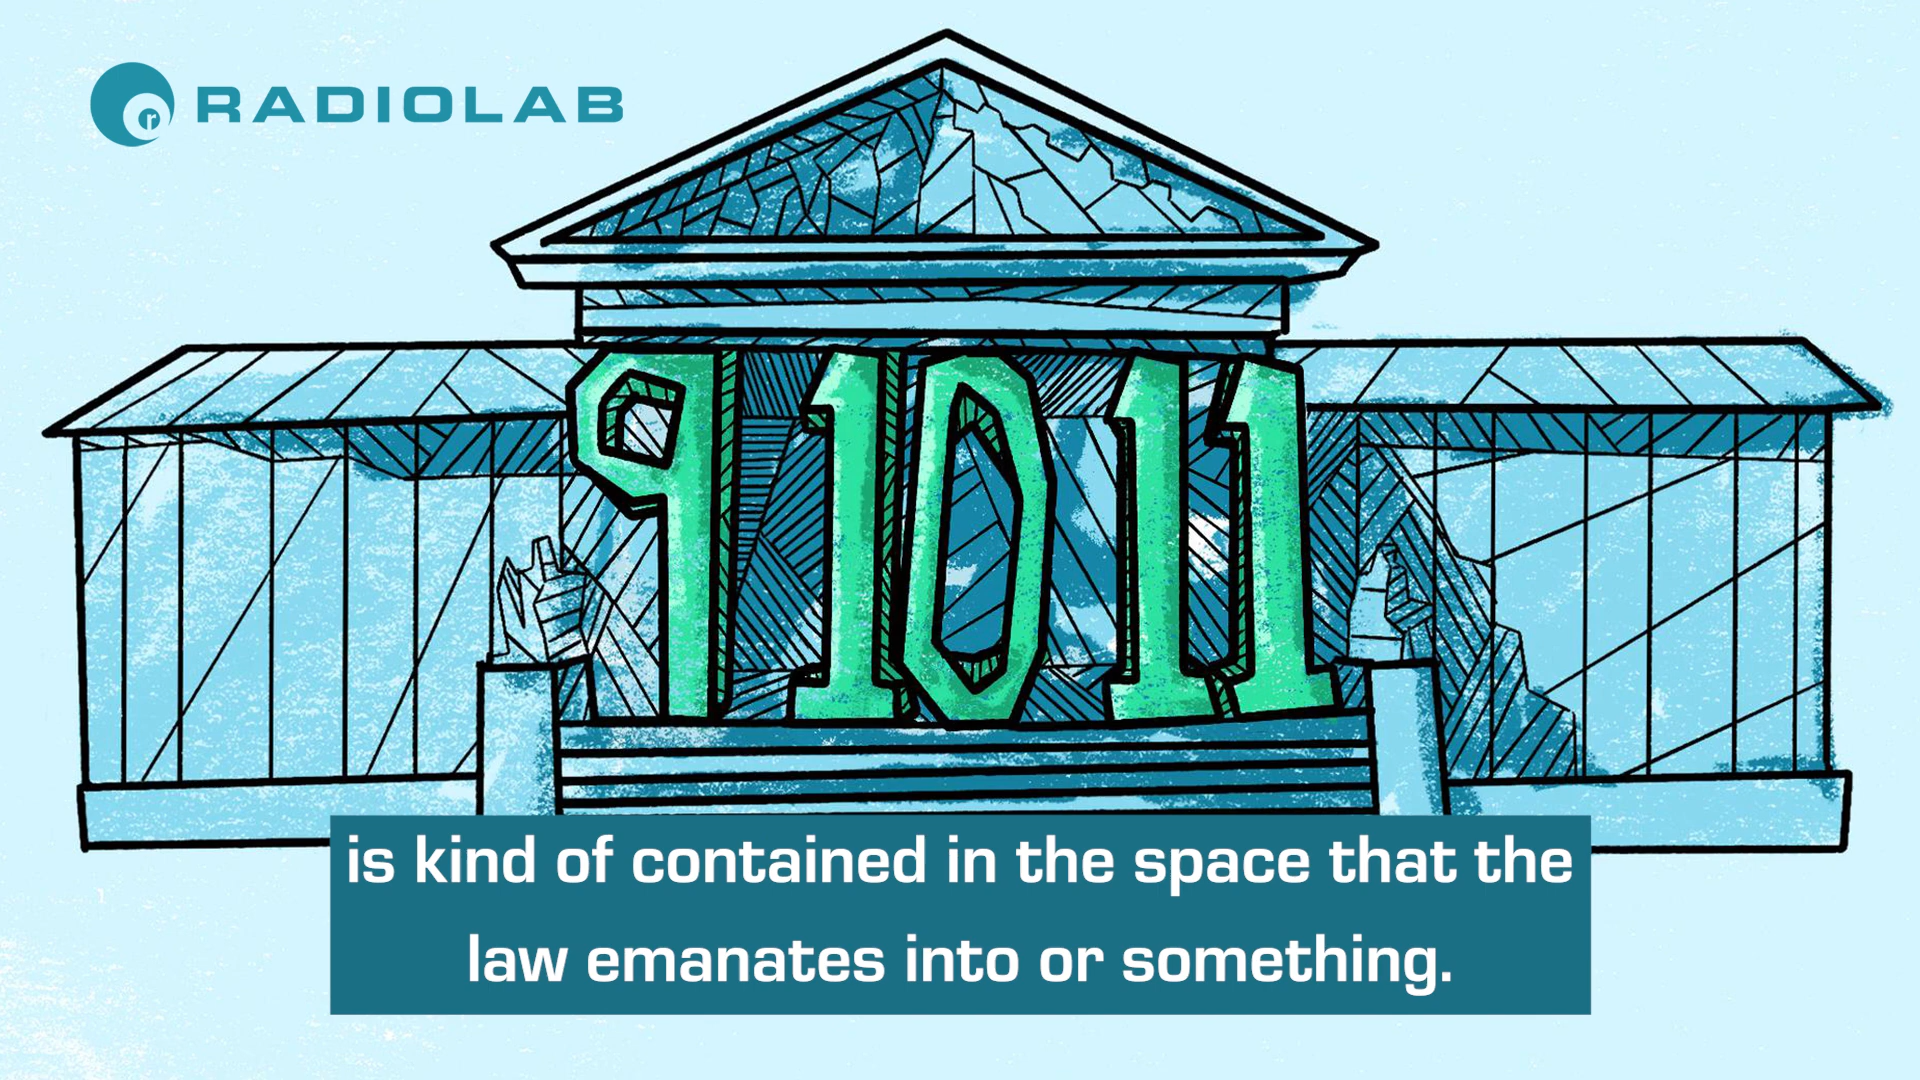 RADIOLAB
9 10 11
is kind of contained in the space that the
law emanates into or something.